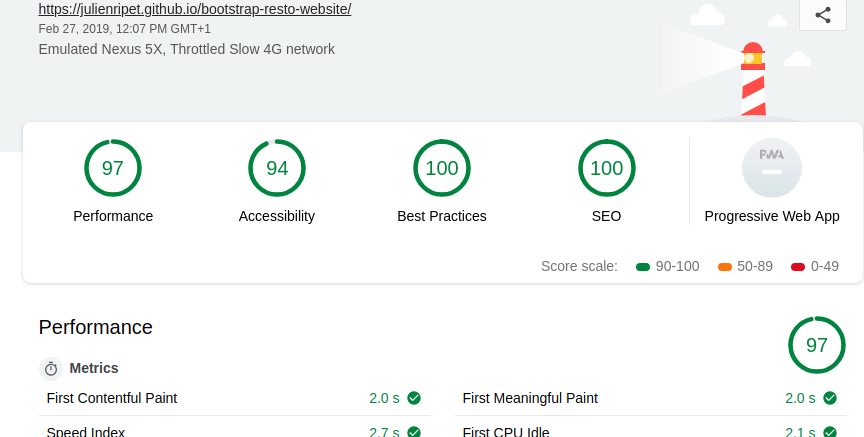 https://julienripet.github.io/bootstrap-resto-website/
Feb 27, 2019, 12:07 PM GMT+1
Emulated Nexus 5X, Throttled Slow 4G network
97 94 100 100 PWA
Performance Accessibility Best Practices SEO Progressive Web App
Score scale: 90-100 50-89 0-49
Performance 97
Metrics
First Contentful Paint 2.0 s First Meaningful Paint 2.0 s
Speed Index 2.7 s First CPU Idle 2.1 s